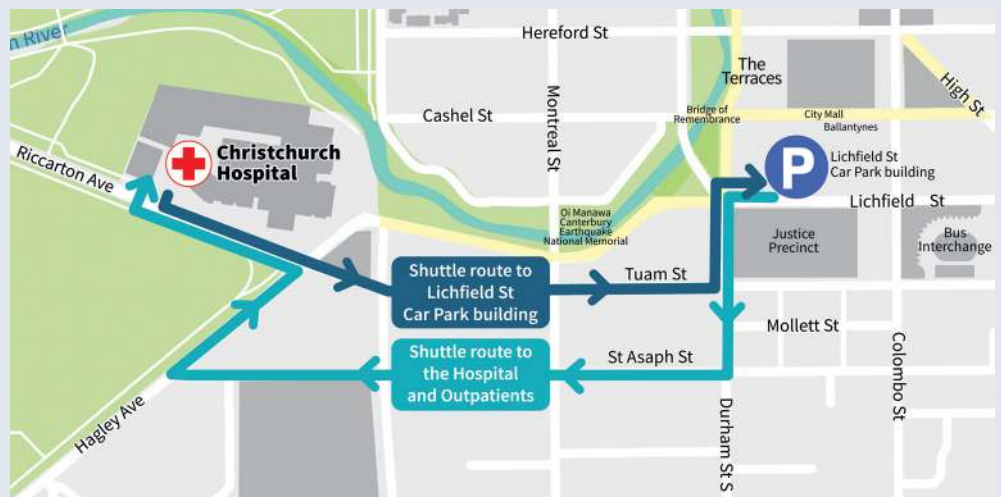 n River
Hereford St
The
Terraces
High St
Montreal St
Cashel St
Bridge of
Remembrance
City Mall
Ballantynes
Christchurch
Hospital
Riccarton Ave
P
Lichfield St
Car Park building
Lichfield St
Oi Manawa
Canterbury
Earthquake
National Memorial
Justice
Precinct
Bus
Interchange
Shuttle route to
Lichfield St
Car Park building
Tuam St
Mollett St
Shuttle route to
the Hospital
and Outpatients
St Asaph St
Colombo St
Hagley Ave
Durham St S